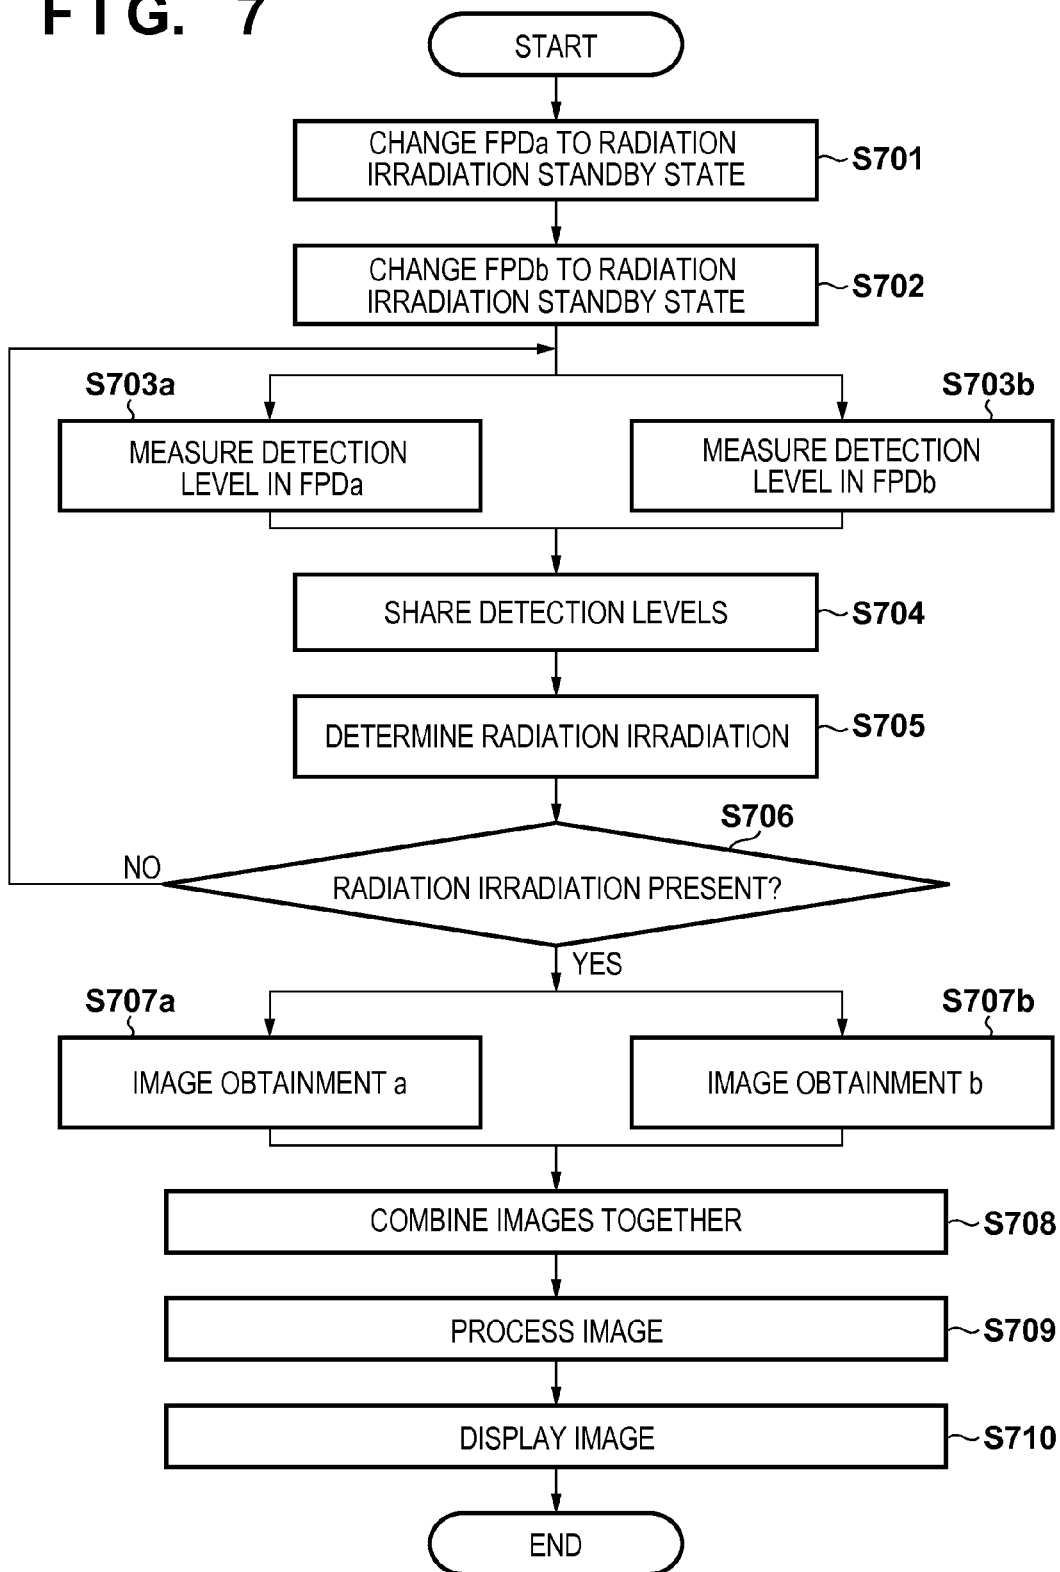 FIG. 7
START
CHANGE FPDa TO RADIATION
IRRADIATION STANDBY STATE
S701
CHANGE FPDb TO RADIATION
IRRADIATION STANDBY STATE
S702
S703a
MEASURE DETECTION
LEVEL IN FPDa
S703b
MEASURE DETECTION
LEVEL IN FPDb
SHARE DETECTION LEVELS
S704
DETERMINE RADIATION IRRADIATION
S705
S706
NO
RADIATION IRRADIATION PRESENT?
YES
S707a
IMAGE OBTAINMENT a
S707b
IMAGE OBTAINMENT b
COMBINE IMAGES TOGETHER
S708
PROCESS IMAGE
S709
DISPLAY IMAGE
S710
END